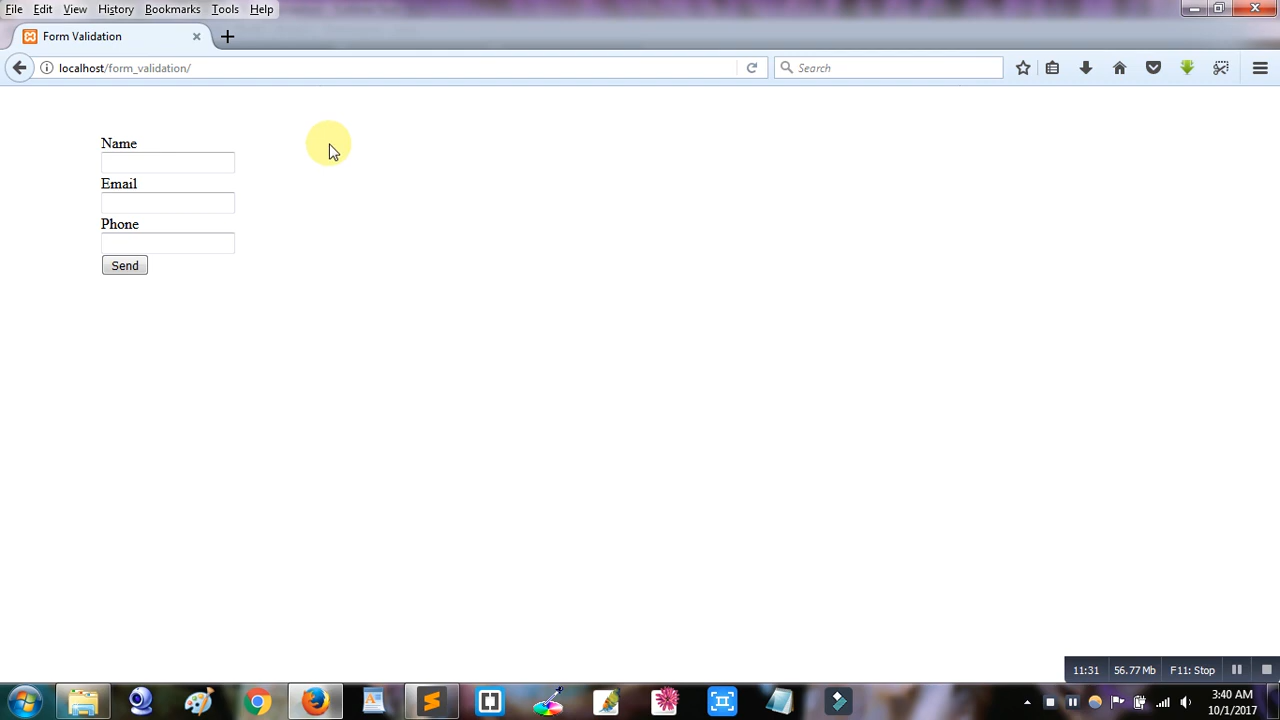 File Edit View History Bookmarks Tools Help
Form Validation
localhost/form_validation/
Search
Name
Email
Phone
Send
11:31 56.77 Mb F11: Stop
3:40 AM
10/1/2017